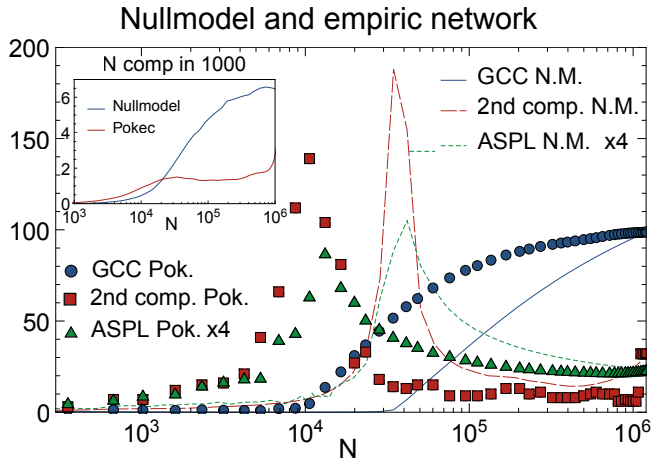 Nullmodel and empiric network
200
150
100
50
0
N comp in 1000
6
4
2
0
Nullmodel
Pokec
10³ 10⁴ 10⁵ 10⁶
N
GCC N.M.
2nd comp. N.M.
ASPL N.M. x4
GCC Pok.
2nd comp. Pok.
ASPL Pok. x4
10³ 10⁴ 10⁵ 10⁶
N